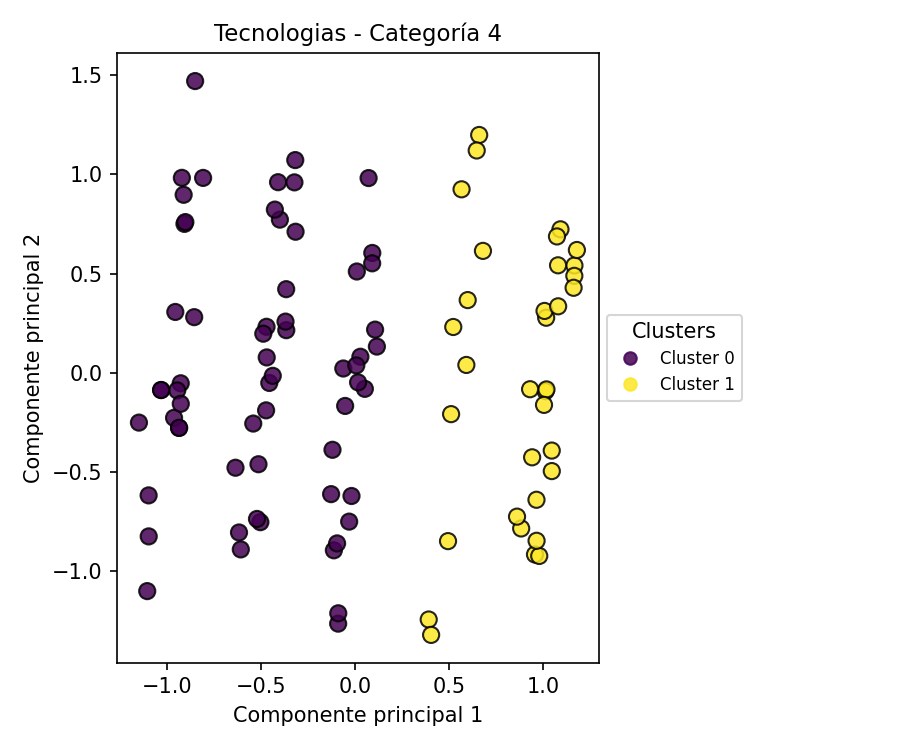 Tecnologias - Categoría 4
Componente principal 2
1.5
1.0
0.5
0.0
−0.5
−1.0
−1.0
−0.5
0.0
0.5
1.0
Componente principal 1
Clusters
Cluster 0
Cluster 1